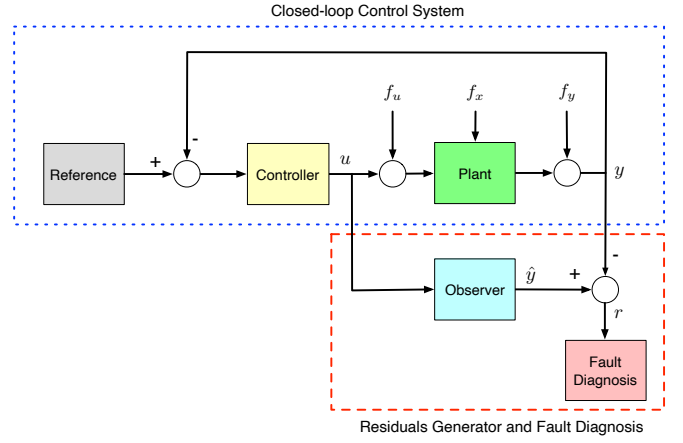 Closed-loop Control System
f_u
f_x
f_y
-
Reference
+
Controller
u
Plant
y
-
Observer
ŷ
+
r
Fault
Diagnosis
Residuals Generator and Fault Diagnosis